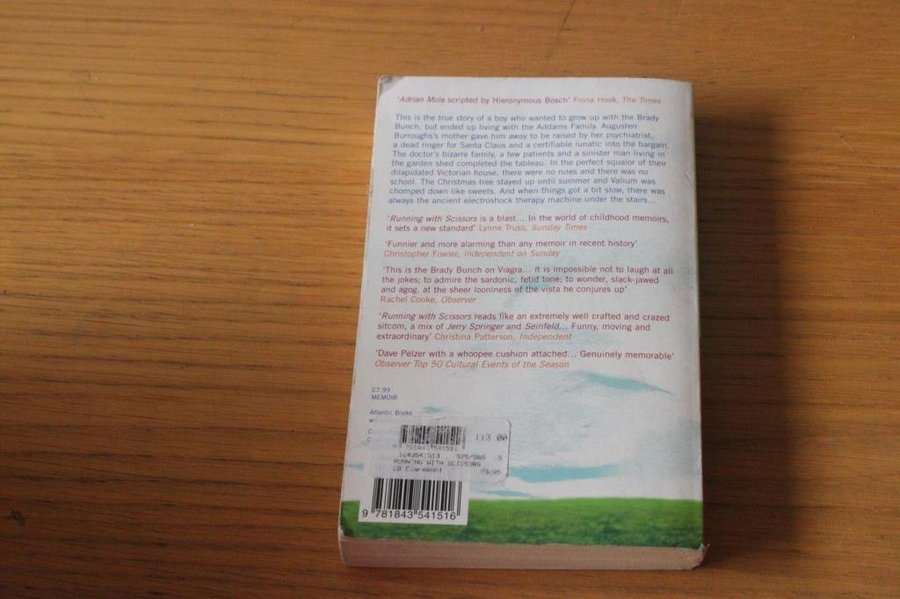 'Adrian Mole scripted by Hieronymous Bosch' Fiona Hook, The Times
This is the true story of a boy who wanted to grow up with the Brady
Bunch, but ended up living with the Addams Family. Augusten
Burroughs's mother gave him away to be raised by her psychiatrist,
a dead ringer for Santa Claus and a certifiable lunatic into the bargain.
The doctor's bizarre family, a few patients and a sinister man living in
the garden shed completed the tableau. In the perfect squalor of their
dilapidated Victorian house, there were no rules and there was no
school. The Christmas tree stayed up until summer and Valium was
chomped down like sweets. And when things got a bit slow, there was
always the ancient electroshock therapy machine under the stairs...
'Running with Scissors is a blast... In the world of childhood memoirs,
it sets a new standard' Lynne Truss, Sunday Times
'Funnier and more alarming than any memoir in recent history'
Christopher Fowler, Independent on Sunday
'This is the Brady Bunch on Viagra... it is impossible not to laugh at all
the jokes; to admire the sardonic, fetid tone; to wonder, slack-jawed
and agog, at the sheer looniness of the vista he conjures up'
Rachel Cooke, Observer
'Running with Scissors reads like an extremely well crafted and crazed
sitcom, a mix of Jerry Springer and Seinfeld... Funny, moving and
extraordinary' Christina Patterson, Independent
'Dave Pelzer with a whoopee cushion attached... Genuinely memorable'
Observer Top 50 Cultural Events of the Season
£7.99
MEMOIR
Atlantic Books
113.00
RUNNING WITH SCISSORS
9 781843 541516